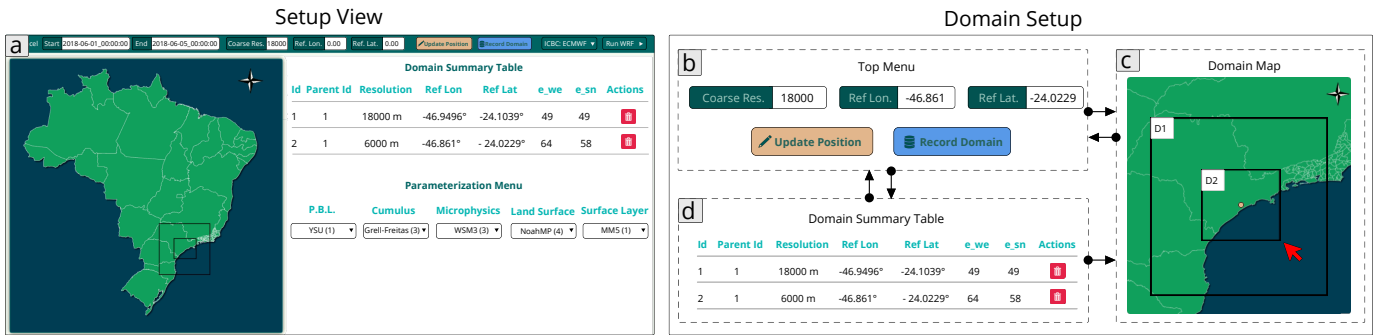 Setup View
a
cel Start 2018-06-01_00:00:00 End 2018-06-05_00:00:00 Coarse Res. 18000 Ref. Lon. 0.00 Ref. Lat. 0.00 Update Position Record Domain ICBC: ECMWF Run WRF
Domain Summary Table
Id Parent Id Resolution Ref Lon Ref Lat e_we e_sn Actions
1 1 18000 m -46.9496° -24.1039° 49 49
2 1 6000 m -46.861° - 24.0229° 64 58
Parameterization Menu
P.B.L. Cumulus Microphysics Land Surface Surface Layer
YSU (1) Grell-Freitas (3) WSM3 (3) NoahMP (4) MM5 (1)
Domain Setup
b
Top Menu
Coarse Res. 18000 Ref Lon. -46.861 Ref Lat. -24.0229
Update Position Record Domain
c
Domain Map
D1
D2
d
Domain Summary Table
Id Parent Id Resolution Ref Lon Ref Lat e_we e_sn Actions
1 1 18000 m -46.9496° -24.1039° 49 49
2 1 6000 m -46.861° - 24.0229° 64 58